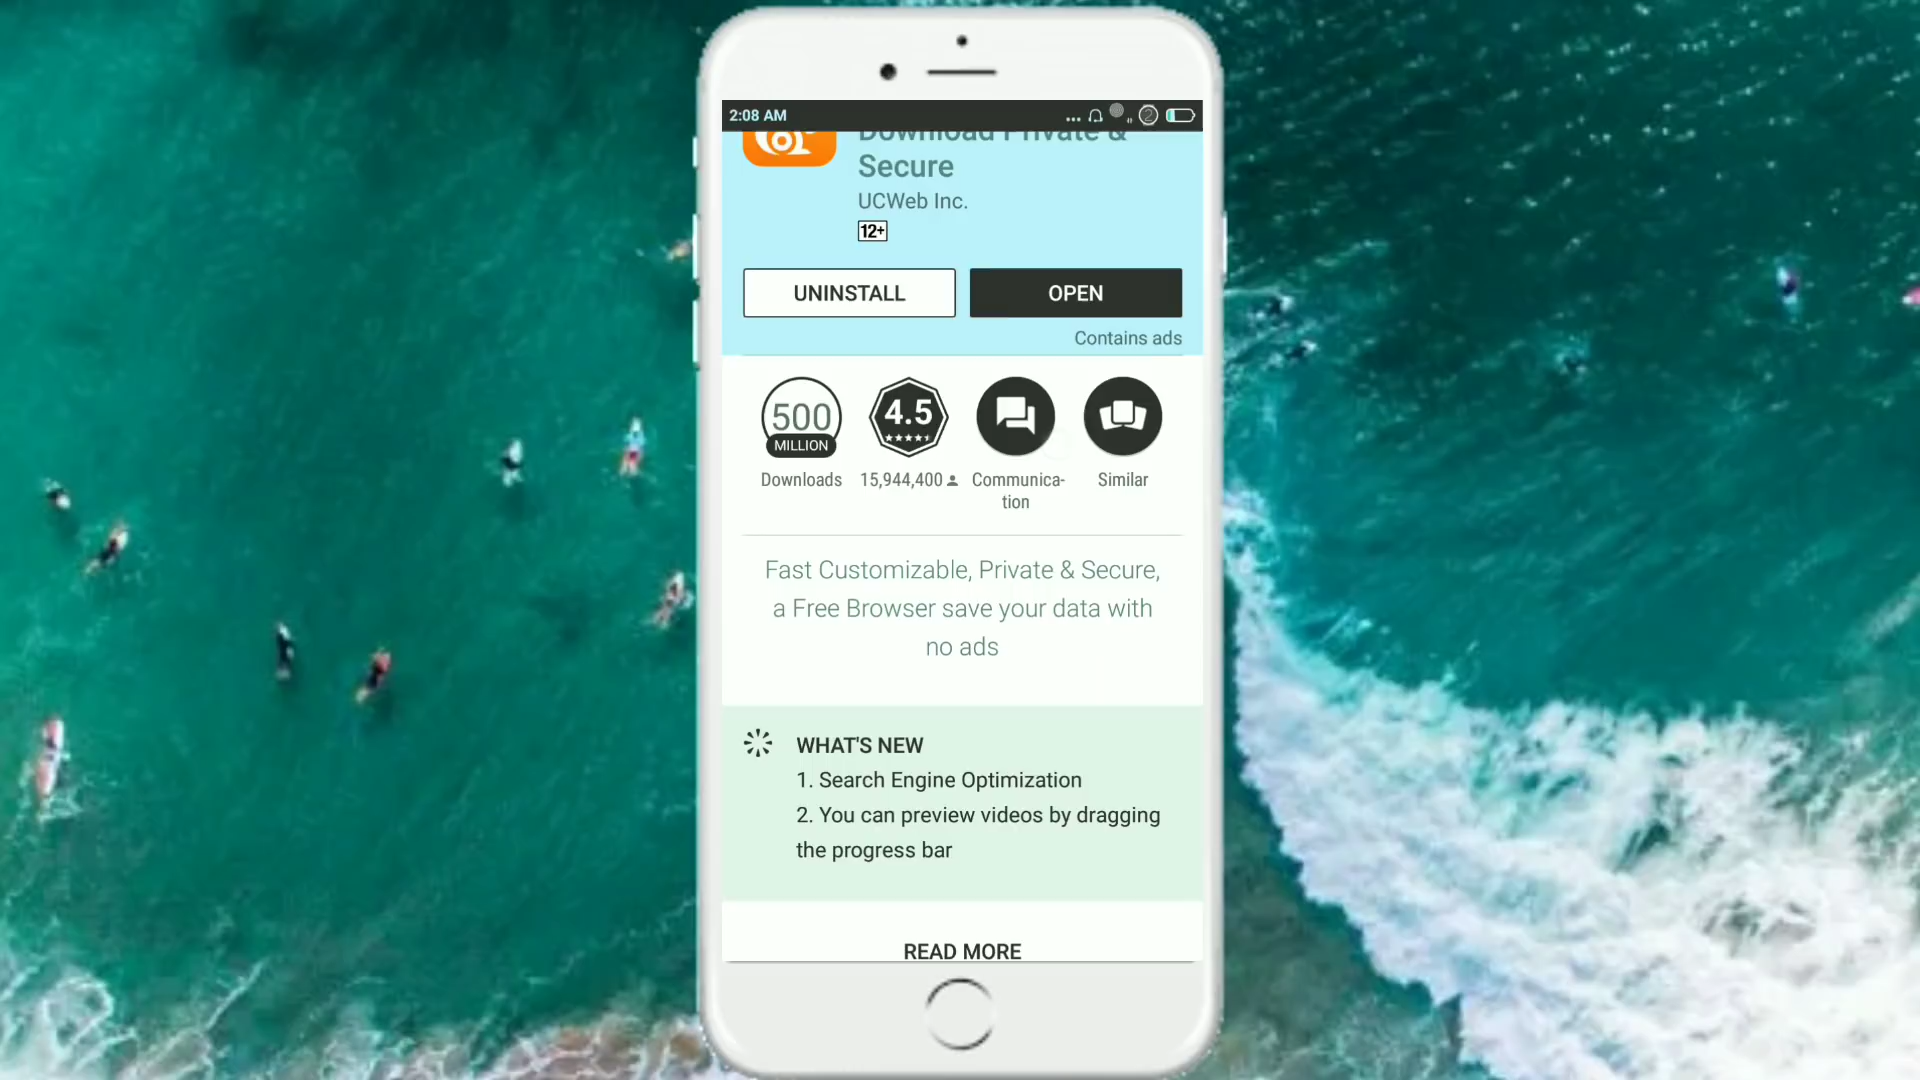 2:08 AM
Download Private &
Secure
UCWeb Inc.
12+
UNINSTALL
OPEN
Contains ads
500
MILLION
4.5
Downloads
15,944,400
Communica-
tion
Similar
Fast Customizable, Private & Secure,
a Free Browser save your data with
no ads
WHAT'S NEW
1. Search Engine Optimization
2. You can preview videos by dragging
the progress bar
READ MORE